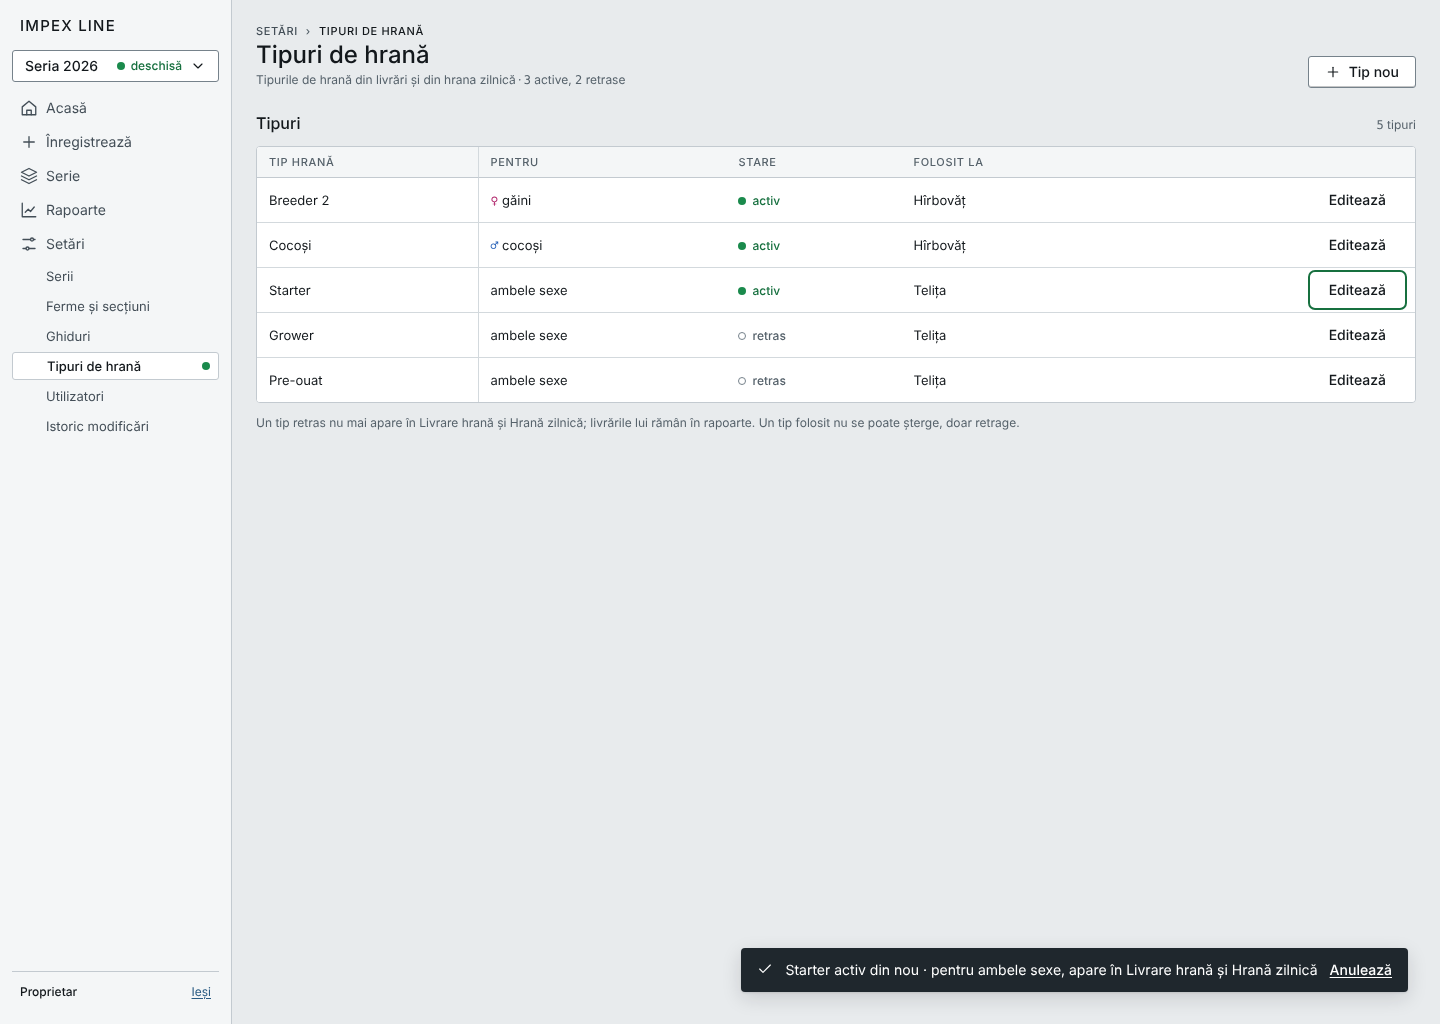 IMPEX LINE
Seria 2026 deschisă
Acasă
Înregistrează
Serie
Rapoarte
Setări
Serii
Ferme și secțiuni
Ghiduri
Tipuri de hrană
Utilizatori
Istoric modificări
Proprietar Ieși
SETĂRI › TIPURI DE HRANĂ
Tipuri de hrană
Tipurile de hrană din livrări și din hrana zilnică · 3 active, 2 retrase
Tip nou
Tipuri
5 tipuri
TIP HRANĂ PENTRU STARE FOLOSIT LA
Breeder 2 ♀ găini activ Hîrbovăț Editează
Cocoși ♂ cocoși activ Hîrbovăț Editează
Starter ambele sexe activ Telița Editează
Grower ambele sexe retras Telița Editează
Pre-ouat ambele sexe retras Telița Editează
Un tip retras nu mai apare în Livrare hrană și Hrană zilnică; livrările lui rămân în rapoarte. Un tip folosit nu se poate șterge, doar retrage.
Starter activ din nou · pentru ambele sexe, apare în Livrare hrană și Hrană zilnică Anulează